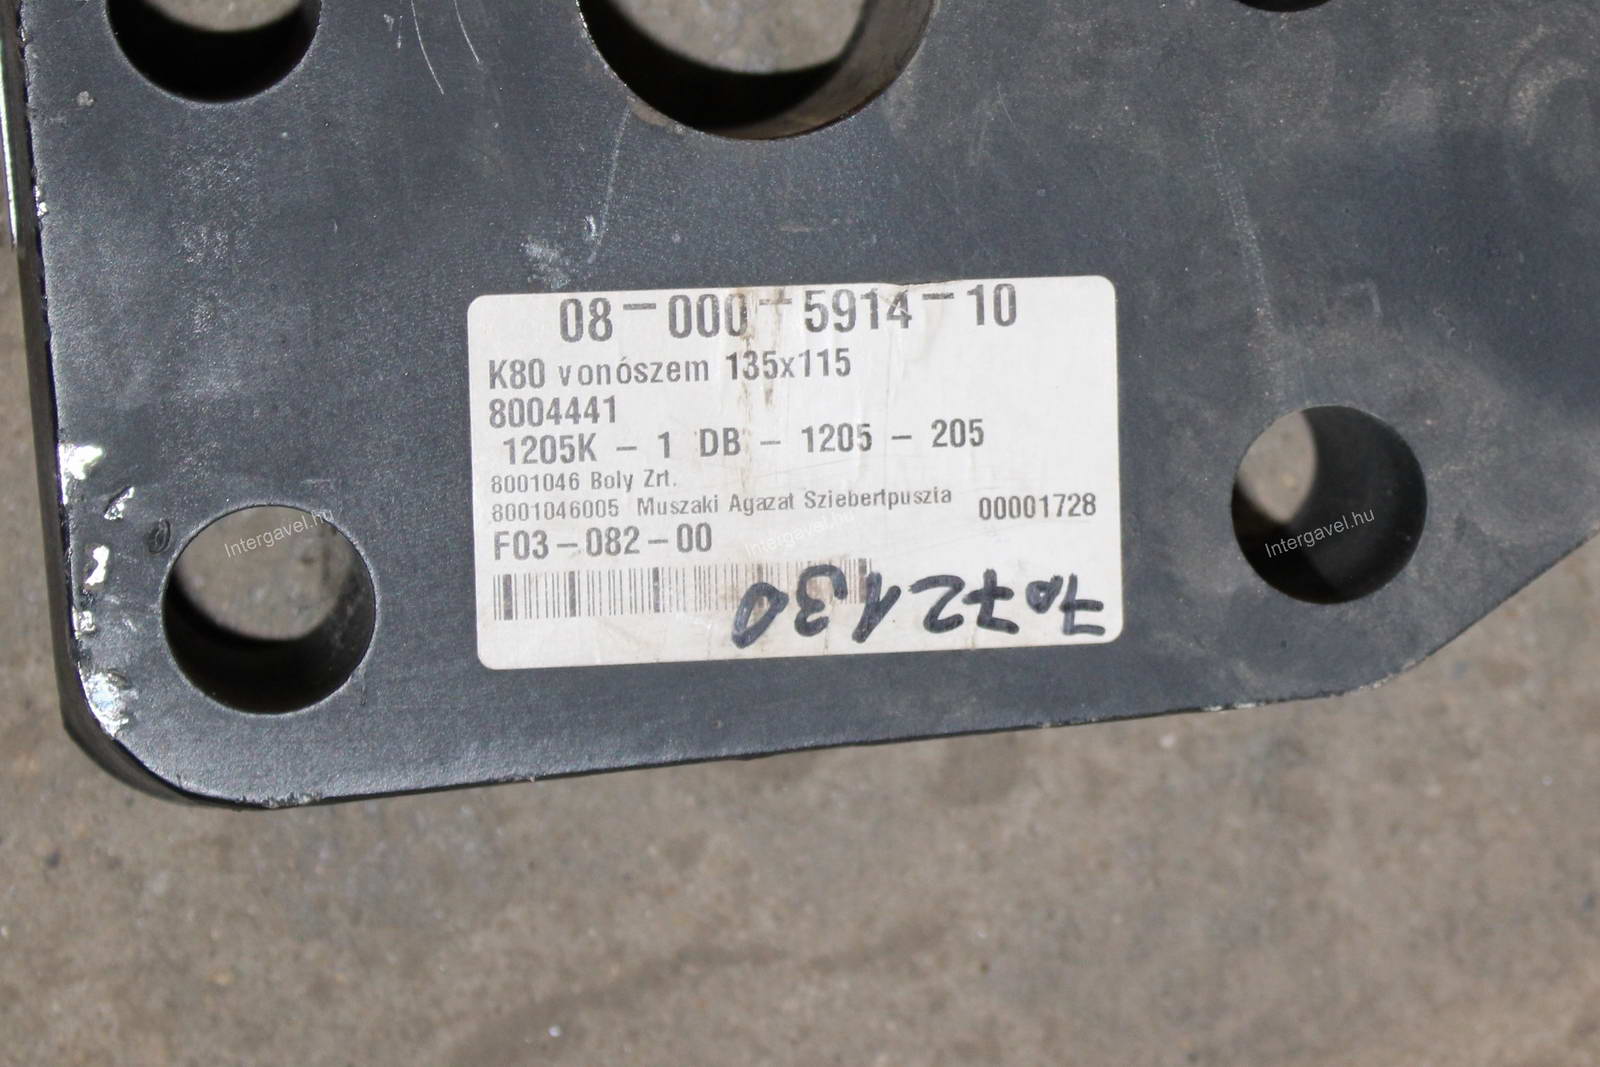 08-000-5914-10
K80 vonószem 135x115
8004441
1205K - 1 DB - 1205 - 205
8001046 Boly Zrt.
8001046005 Muszaki Agazat Sziebertpuszta 00001728
F03-082-00
7072130
Intergavel.hu
Intergavel.hu
Intergavel.hu